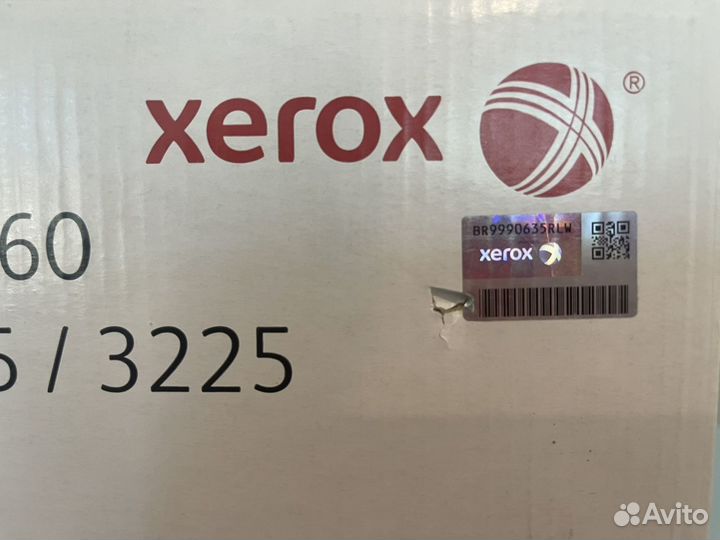 xerox ®
BR9990635RLW
xerox
60
5 / 3225
Avito